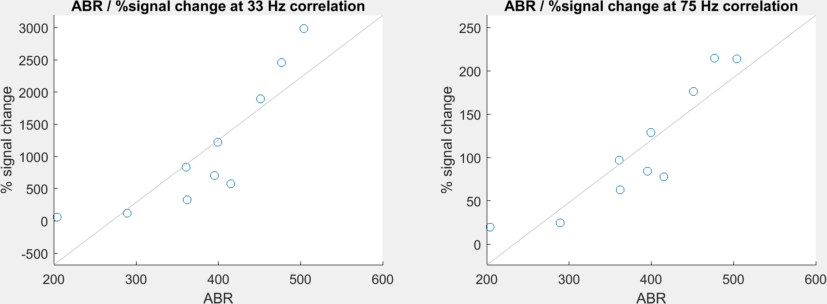 ABR / %signal change at 33 Hz correlation
3000
2500
2000
1500
1000
500
0
-500
% signal change
200 300 400 500 600
ABR
ABR / %signal change at 75 Hz correlation
250
200
150
100
50
0
% signal change
200 300 400 500 600
ABR